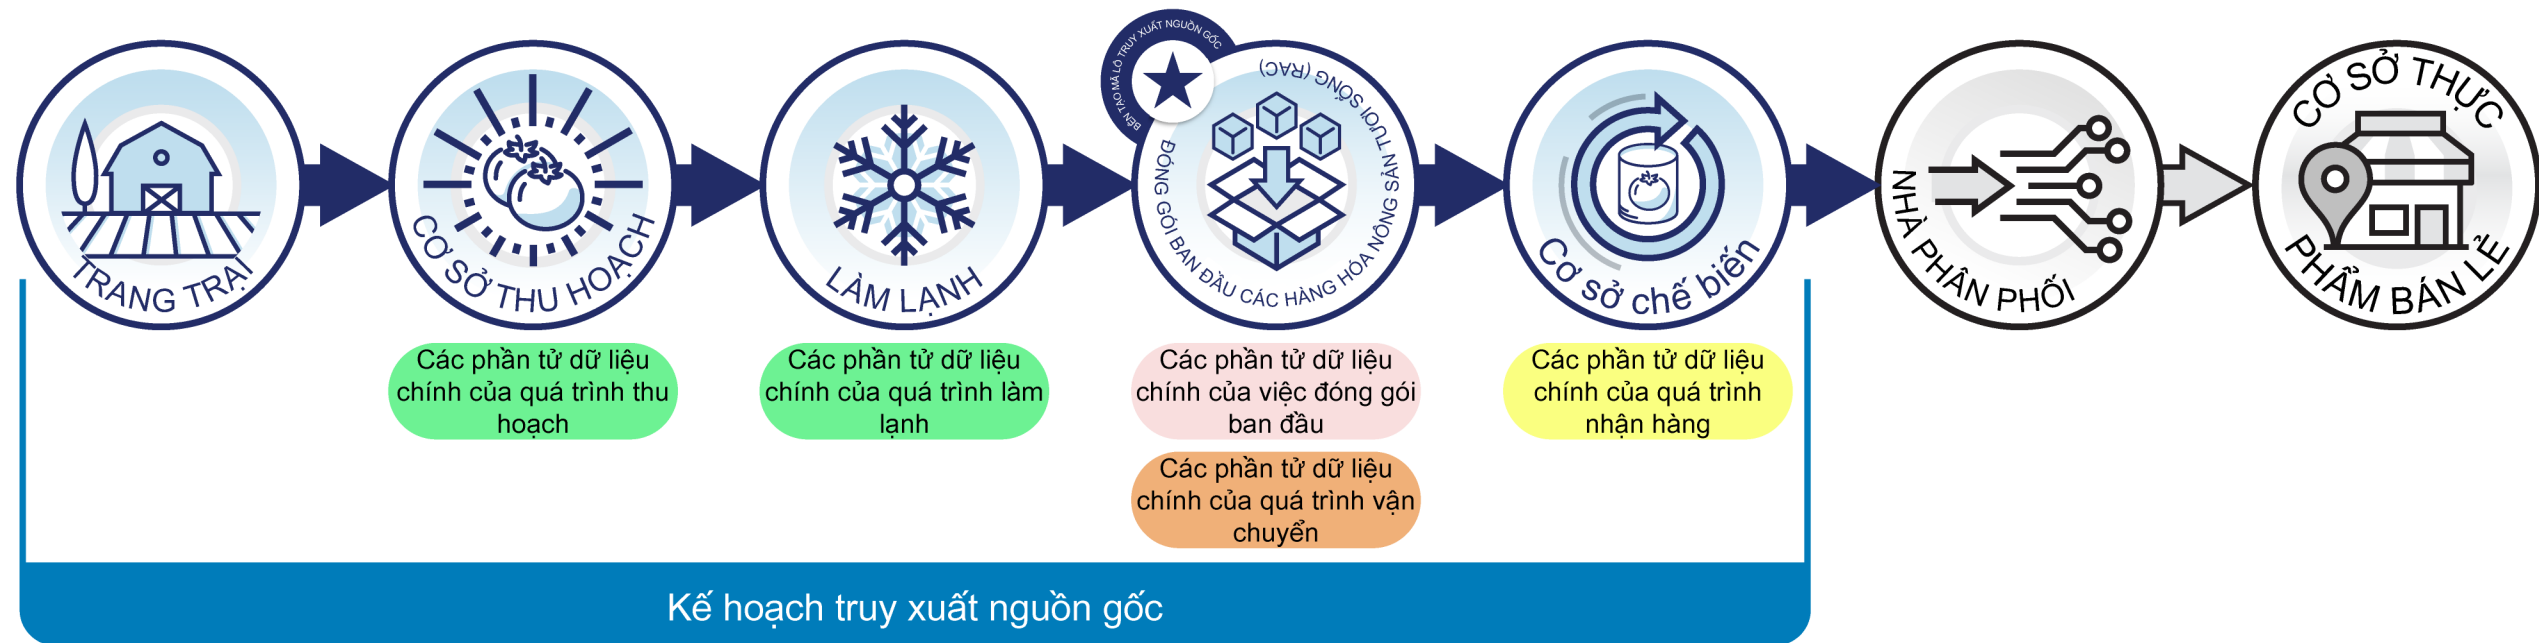 TRANG TRẠI
CƠ SỞ THU HOẠCH
LÀM LẠNH
BÊN TẠO MÃ LÔ TRUY XUẤT NGUỒN GỐC
ĐÓNG GÓI BAN ĐẦU CÁC HÀNG HÓA NÔNG SẢN TƯƠI SỐNG (RAC)
Cơ sở chế biến
NHÀ PHÂN PHỐI
CƠ SỞ THỰC
PHẨM BÁN LẺ
Các phần tử dữ liệu
chính của quá trình thu
hoạch
Các phần tử dữ liệu
chính của quá trình làm
lạnh
Các phần tử dữ liệu
chính của việc đóng gói
ban đầu
Các phần tử dữ liệu
chính của quá trình vận
chuyển
Các phần tử dữ liệu
chính của quá trình
nhận hàng
Kế hoạch truy xuất nguồn gốc